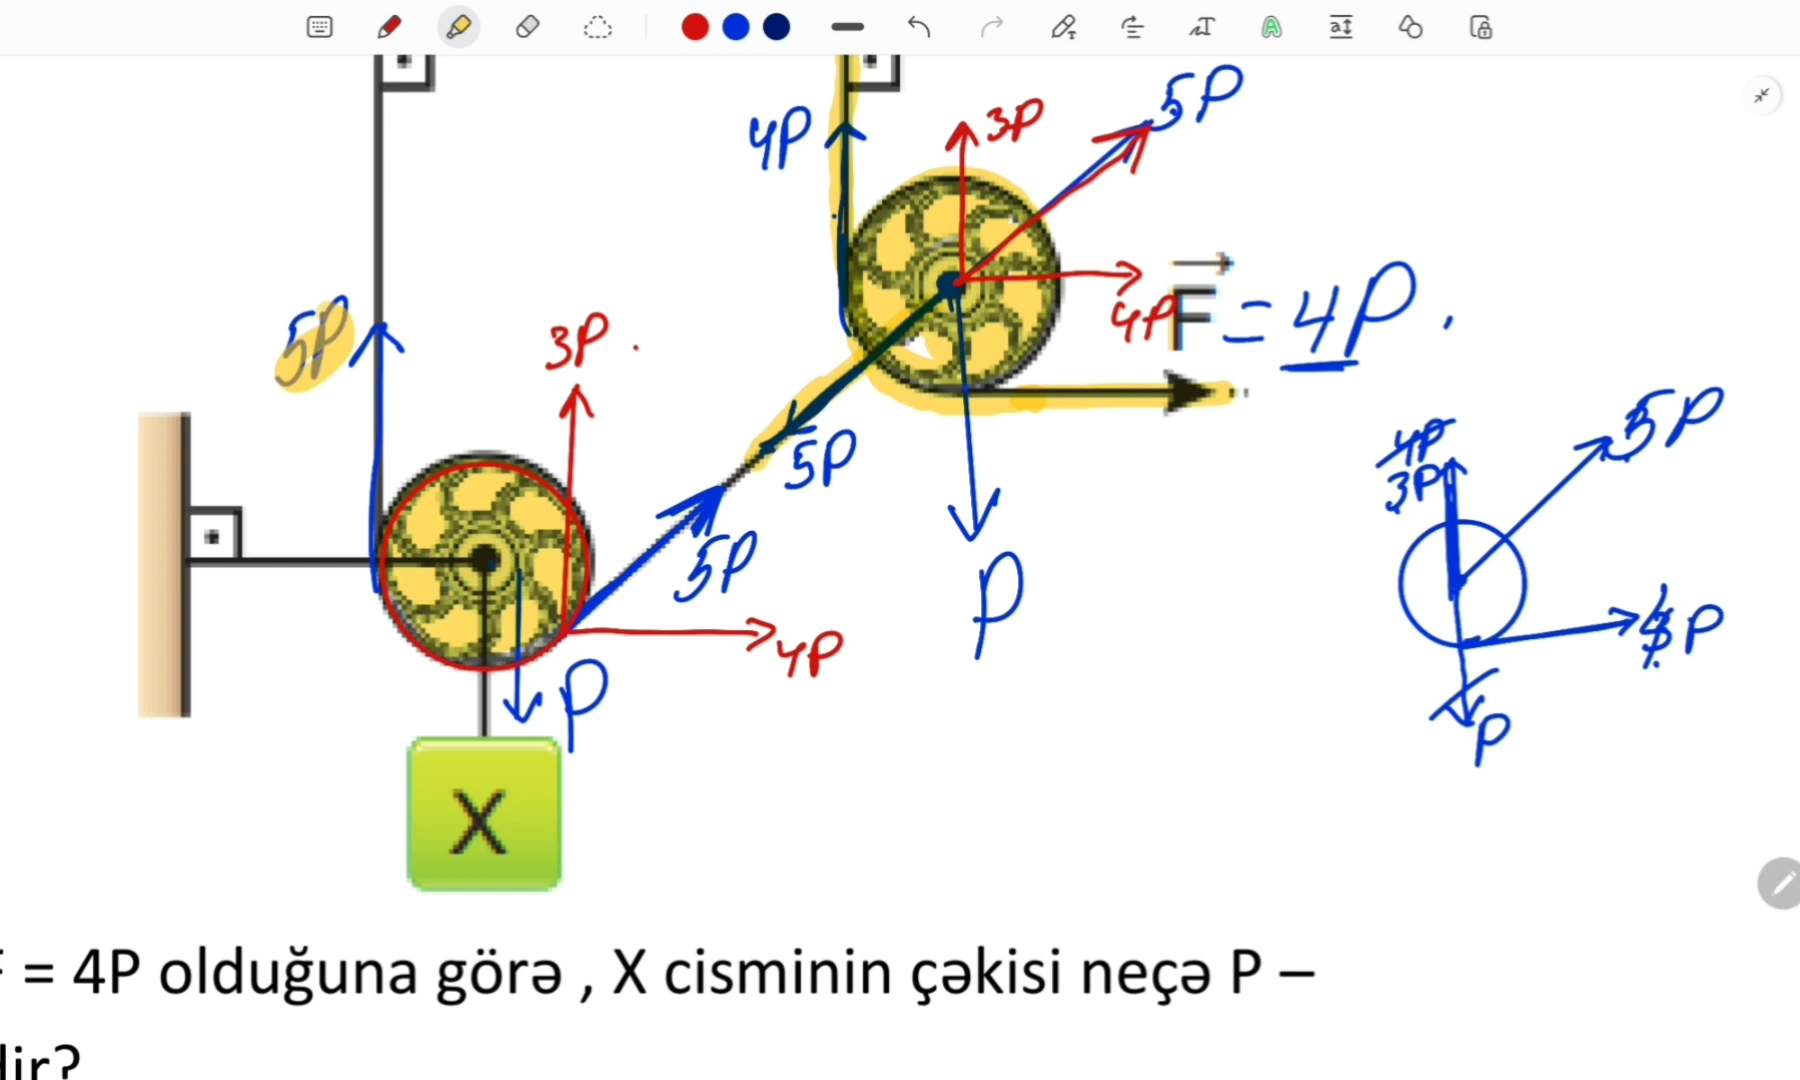 5P
3P
4P
5P
4P
F = 4P.
5P
3P.
4P
3P
5P
5P
5P
P
P
4P
P
P
X
= 4P olduğuna görə , X cisminin çəkisi neçə P –
dir?